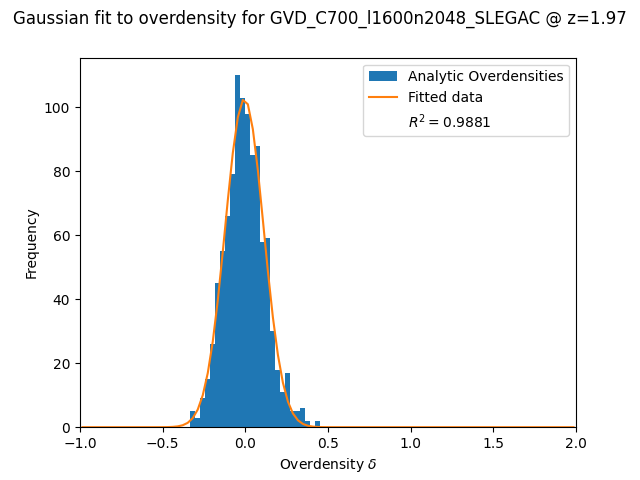 Gaussian fit to overdensity for GVD_C700_l1600n2048_SLEGAC @ z=1.97
Analytic Overdensities
Fitted data
R² = 0.9881
Frequency
100
80
60
40
20
0
−1.0 −0.5 0.0 0.5 1.0 1.5 2.0
Overdensity δ